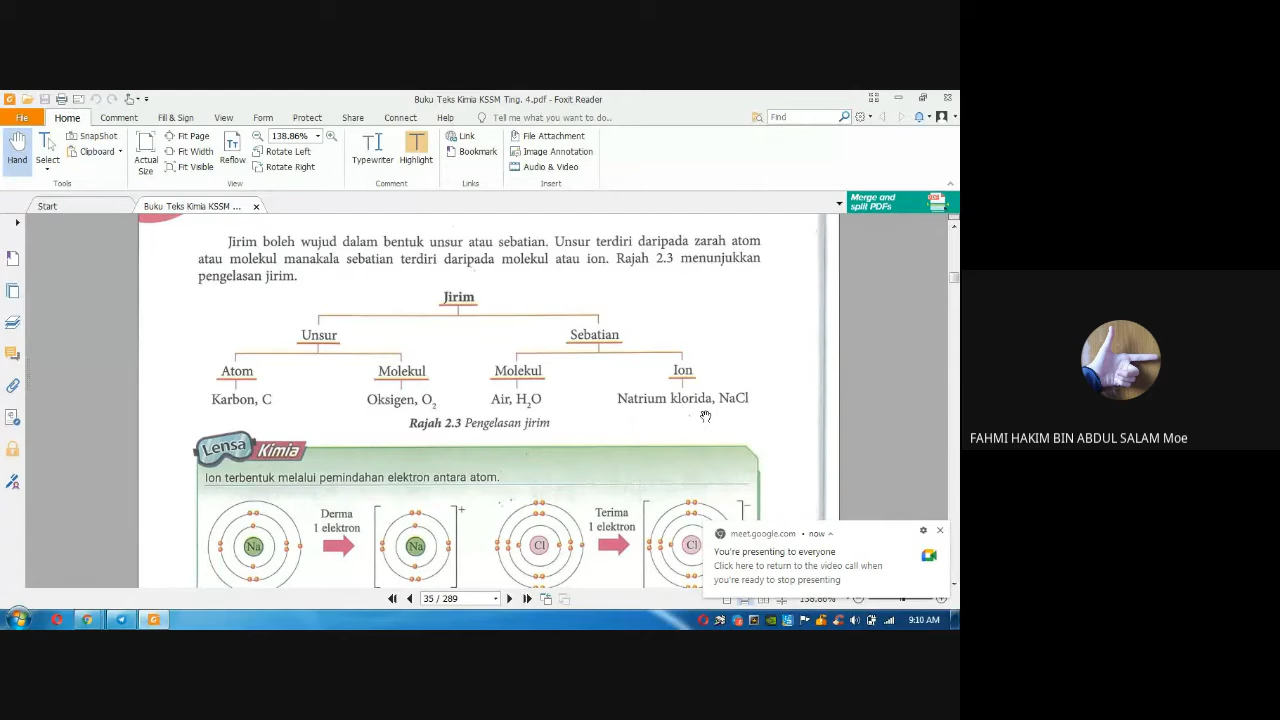 Buku Teks Kimia KSSM Ting. 4.pdf - Foxit Reader
File Home Comment Fill & Sign View Form Protect Share Connect Help Tell me what you want to do.. Find
Hand
Select
SnapShot
Clipboard
Tools
Actual Size
Fit Page
Fit Width
Fit Visible
Reflow
138.86%
Rotate Left
Rotate Right
View
Typewriter
Highlight
Comment
Link
Bookmark
Links
File Attachment
Image Annotation
Audio & Video
Insert
Start
Buku Teks Kimia KSSM ...
Merge and
split PDFs
Jirim boleh wujud dalam bentuk unsur atau sebatian. Unsur terdiri daripada zarah atom
atau molekul manakala sebatian terdiri daripada molekul atau ion. Rajah 2.3 menunjukkan
pengelasan jirim.
Jirim
Unsur Sebatian
Atom Molekul Molekul Ion
Karbon, C Oksigen, O₂ Air, H₂O Natrium klorida, NaCl
Rajah 2.3 Pengelasan jirim
Lensa Kimia
Ion terbentuk melalui pemindahan elektron antara atom.
Derma
1 elektron
Terima
1 elektron
Na Na + Cl Cl −
meet.google.com • now
You're presenting to everyone
Click here to return to the video call when
you're ready to stop presenting
35 / 289
138.86%
9:10 AM
FAHMI HAKIM BIN ABDUL SALAM Moe